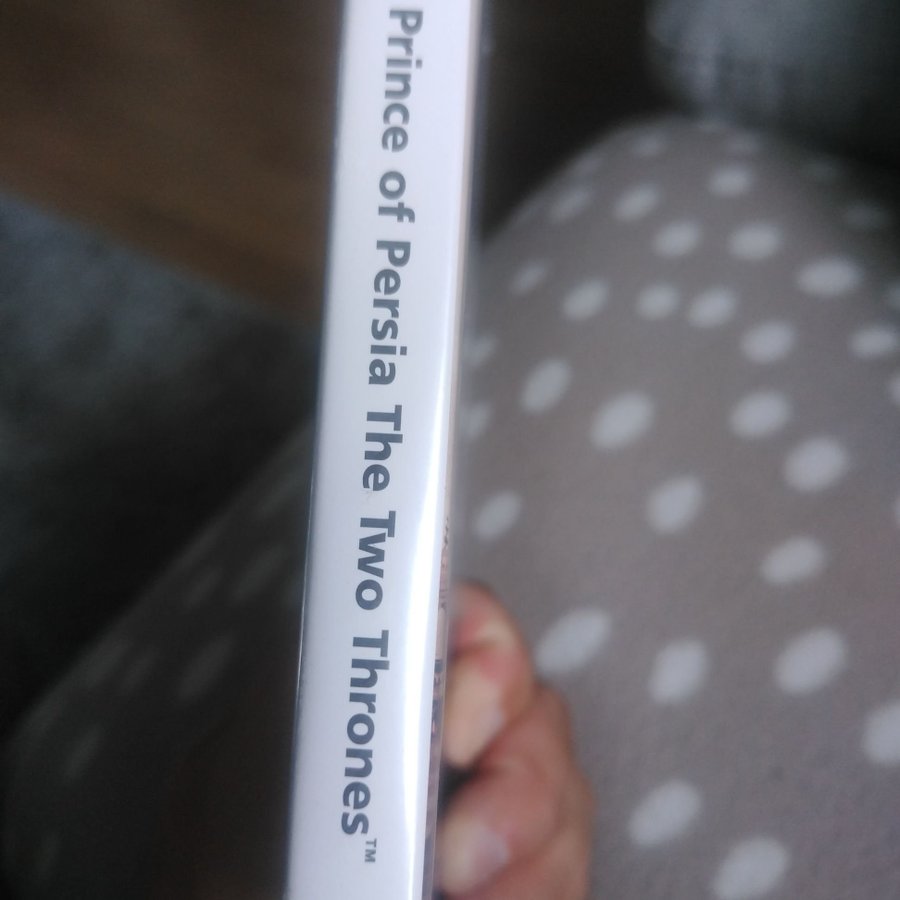 Prince of Persia The Two Thrones™